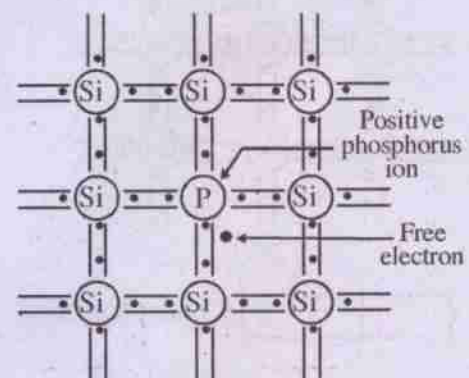 Si Si Si
Positive
phosphorus
ion
Si P Si
Free
electron
Si Si Si